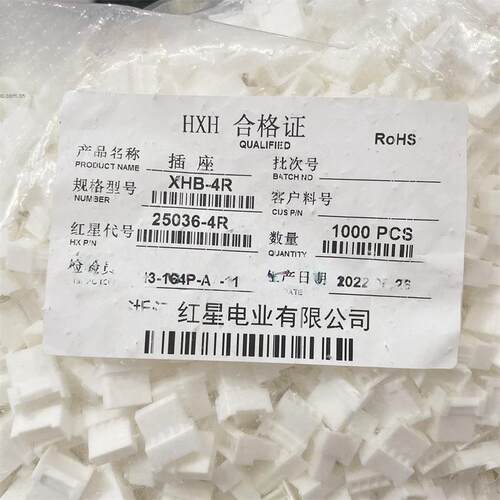 HXH 合格证
QUALIFIED
RoHS
产品名称 插座
PRODUCT NAME
批次号
BATCH NO
规格型号 XHB-4R
NUMBER
客户料号
CUS P/N
红星代号 25036-4R
HX P/N
数量 1000 PCS
QUANTITY
检验员
生产日期 2022
DATE
红星电业有限公司